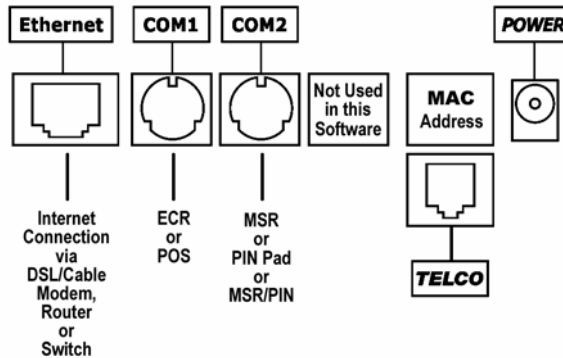 Ethernet
COM1
COM2
POWER
Not Used
in this
Software
MAC
Address
Internet
Connection
via
DSL/Cable
Modem,
Router
or
Switch
ECR
or
POS
MSR
or
PIN Pad
or
MSR/PIN
TELCO